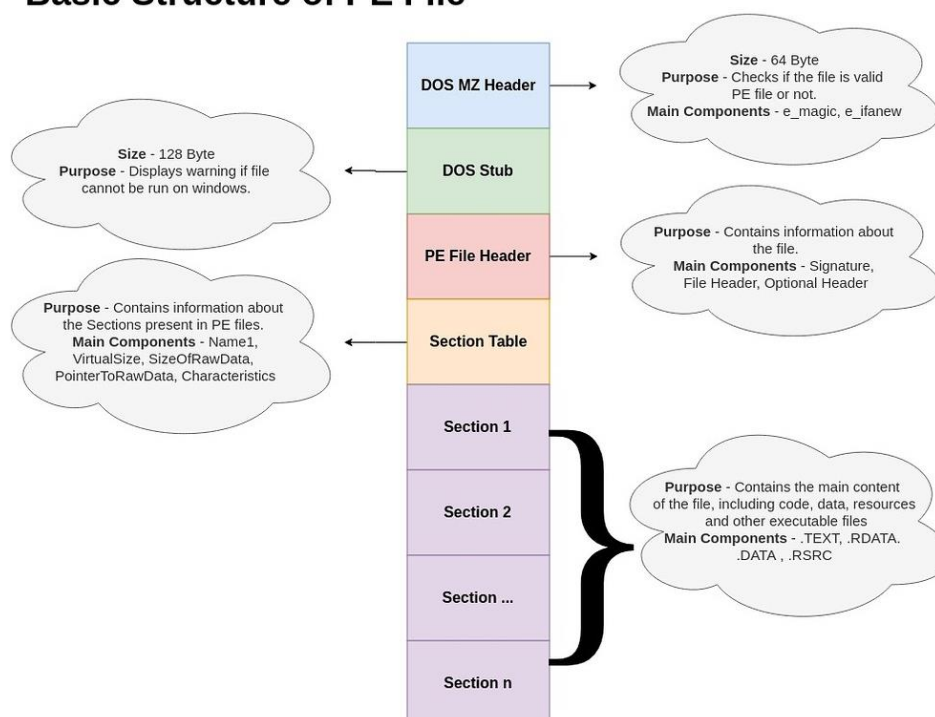 Basic Structure of PE File
DOS MZ Header
Size - 64 Byte
Purpose - Checks if the file is valid
PE file or not.
Main Components - e_magic, e_ifanew
Size - 128 Byte
Purpose - Displays warning if file
cannot be run on windows.
DOS Stub
PE File Header
Purpose - Contains information about
the file.
Main Components - Signature,
File Header, Optional Header
Purpose - Contains information about
the Sections present in PE files.
Main Components - Name1,
VirtualSize, SizeOfRawData,
PointerToRawData, Characteristics
Section Table
Section 1
Section 2
Section ...
Section n
Purpose - Contains the main content
of the file, including code, data, resources
and other executable files
Main Components - .TEXT, .RDATA.
.DATA , .RSRC